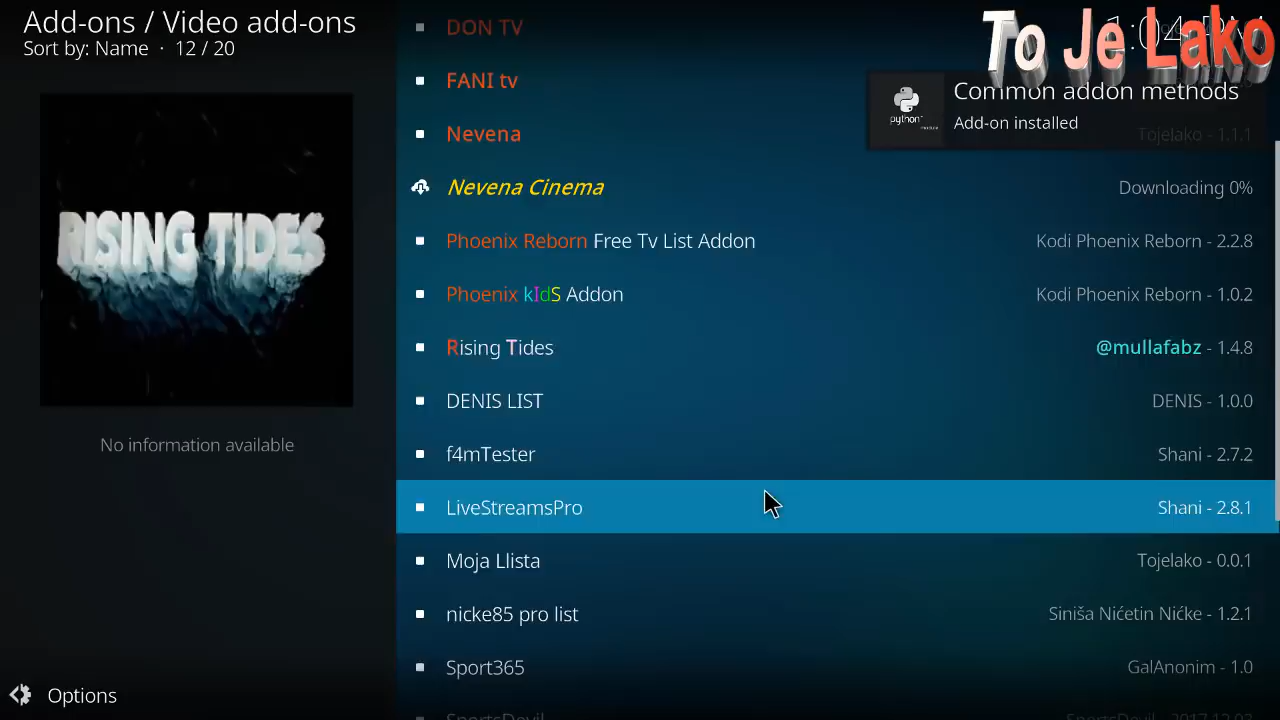 Add-ons / Video add-ons
Sort by: Name · 12 / 20
To Je Lako
DON TV
FANI tv
Common addon methods
Add-on installed
python™
module
Nevena
Tojelako - 1.1.1
Nevena Cinema
Downloading 0%
Phoenix Reborn Free Tv List Addon
Kodi Phoenix Reborn - 2.2.8
Phoenix kIdS Addon
Kodi Phoenix Reborn - 1.0.2
RISING TIDES
Rising Tides
@mullafabz - 1.4.8
DENIS LIST
DENIS - 1.0.0
No information available
f4mTester
Shani - 2.7.2
LiveStreamsPro
Shani - 2.8.1
Moja Llista
Tojelako - 0.0.1
nicke85 pro list
Siniša Nićetin Nićke - 1.2.1
Sport365
GalAnonim - 1.0
Options
SportsDevil